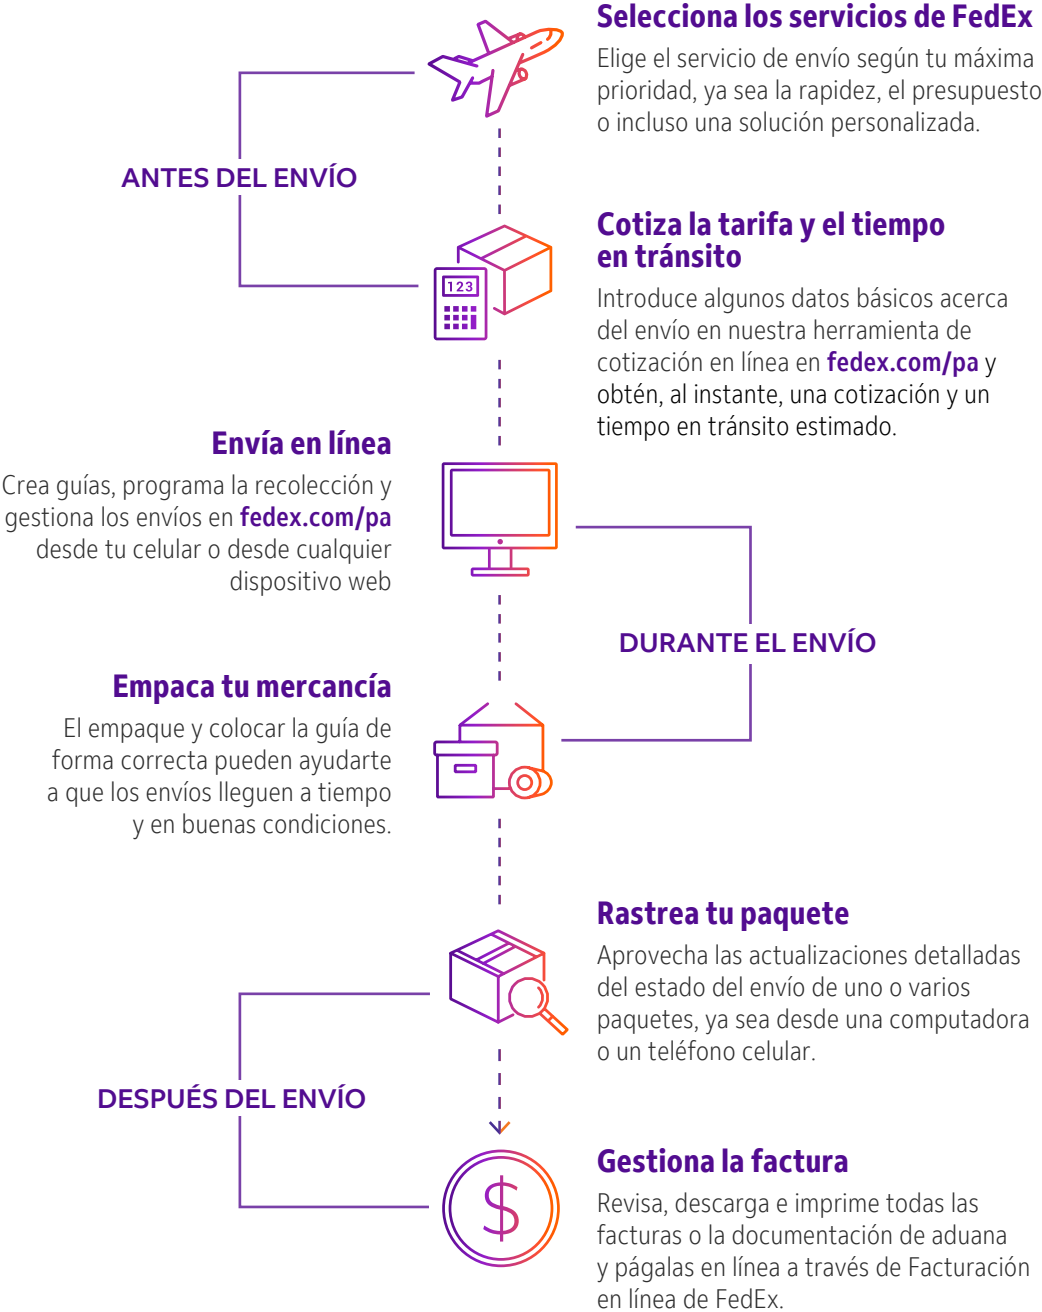 Selecciona los servicios de FedEx
Elige el servicio de envío según tu máxima
prioridad, ya sea la rapidez, el presupuesto
o incluso una solución personalizada.
ANTES DEL ENVÍO
Cotiza la tarifa y el tiempo
en tránsito
123
Introduce algunos datos básicos acerca
del envío en nuestra herramienta de
cotización en línea en fedex.com/pa y
obtén, al instante, una cotización y un
tiempo en tránsito estimado.
Envía en línea
Crea guías, programa la recolección y
gestiona los envíos en fedex.com/pa
desde tu celular o desde cualquier
dispositivo web
DURANTE EL ENVÍO
Empaca tu mercancía
El empaque y colocar la guía de
forma correcta pueden ayudarte
a que los envíos lleguen a tiempo
y en buenas condiciones.
Rastrea tu paquete
Aprovecha las actualizaciones detalladas
del estado del envío de uno o varios
paquetes, ya sea desde una computadora
o un teléfono celular.
DESPUÉS DEL ENVÍO
Gestiona la factura
$
Revisa, descarga e imprime todas las
facturas o la documentación de aduana
y págalas en línea a través de Facturación
en línea de FedEx.